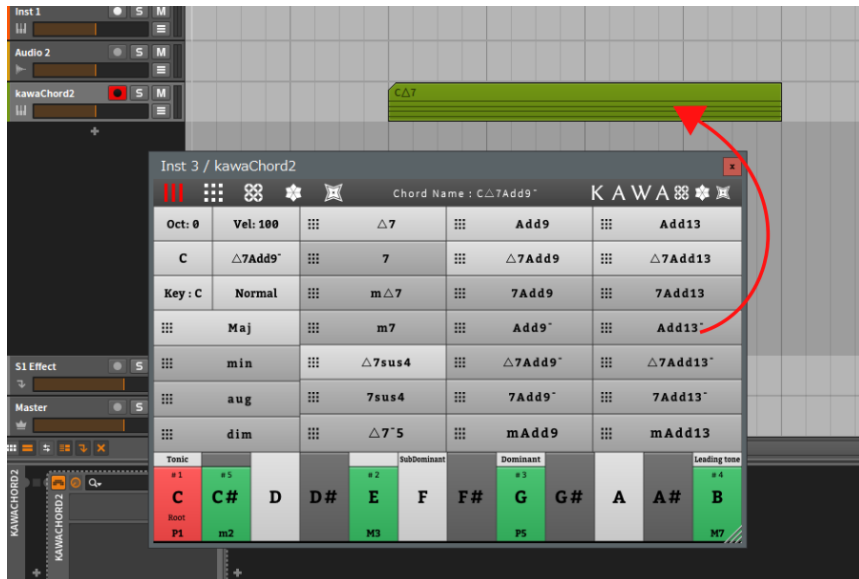 Inst 1
S M
Audio 2
S M
kawaChord2
S M
C△7
Inst 3 / kawaChord2
x
Chord Name : C△7Add9⁻
KAWA
Oct: 0 Vel: 100 △7 Add9 Add13
C △7Add9⁻ 7 △7Add9 △7Add13
Key : C Normal m△7 7Add9 7Add13
Maj m7 Add9⁻ Add13⁻
min △7sus4 △7Add9⁻ △7Add13⁻
aug 7sus4 7Add9⁻ 7Add13⁻
dim △7⁻5 mAdd9 mAdd13
Tonic SubDominant Dominant Leading tone
#1 #5 #2 #3 #4
C C# D D# E F F# G G# A A# B
Root
P1 m2 M3 P5 M7
S1 Effect
S
Master
S
KAWACHORD2
KAWACHORD2